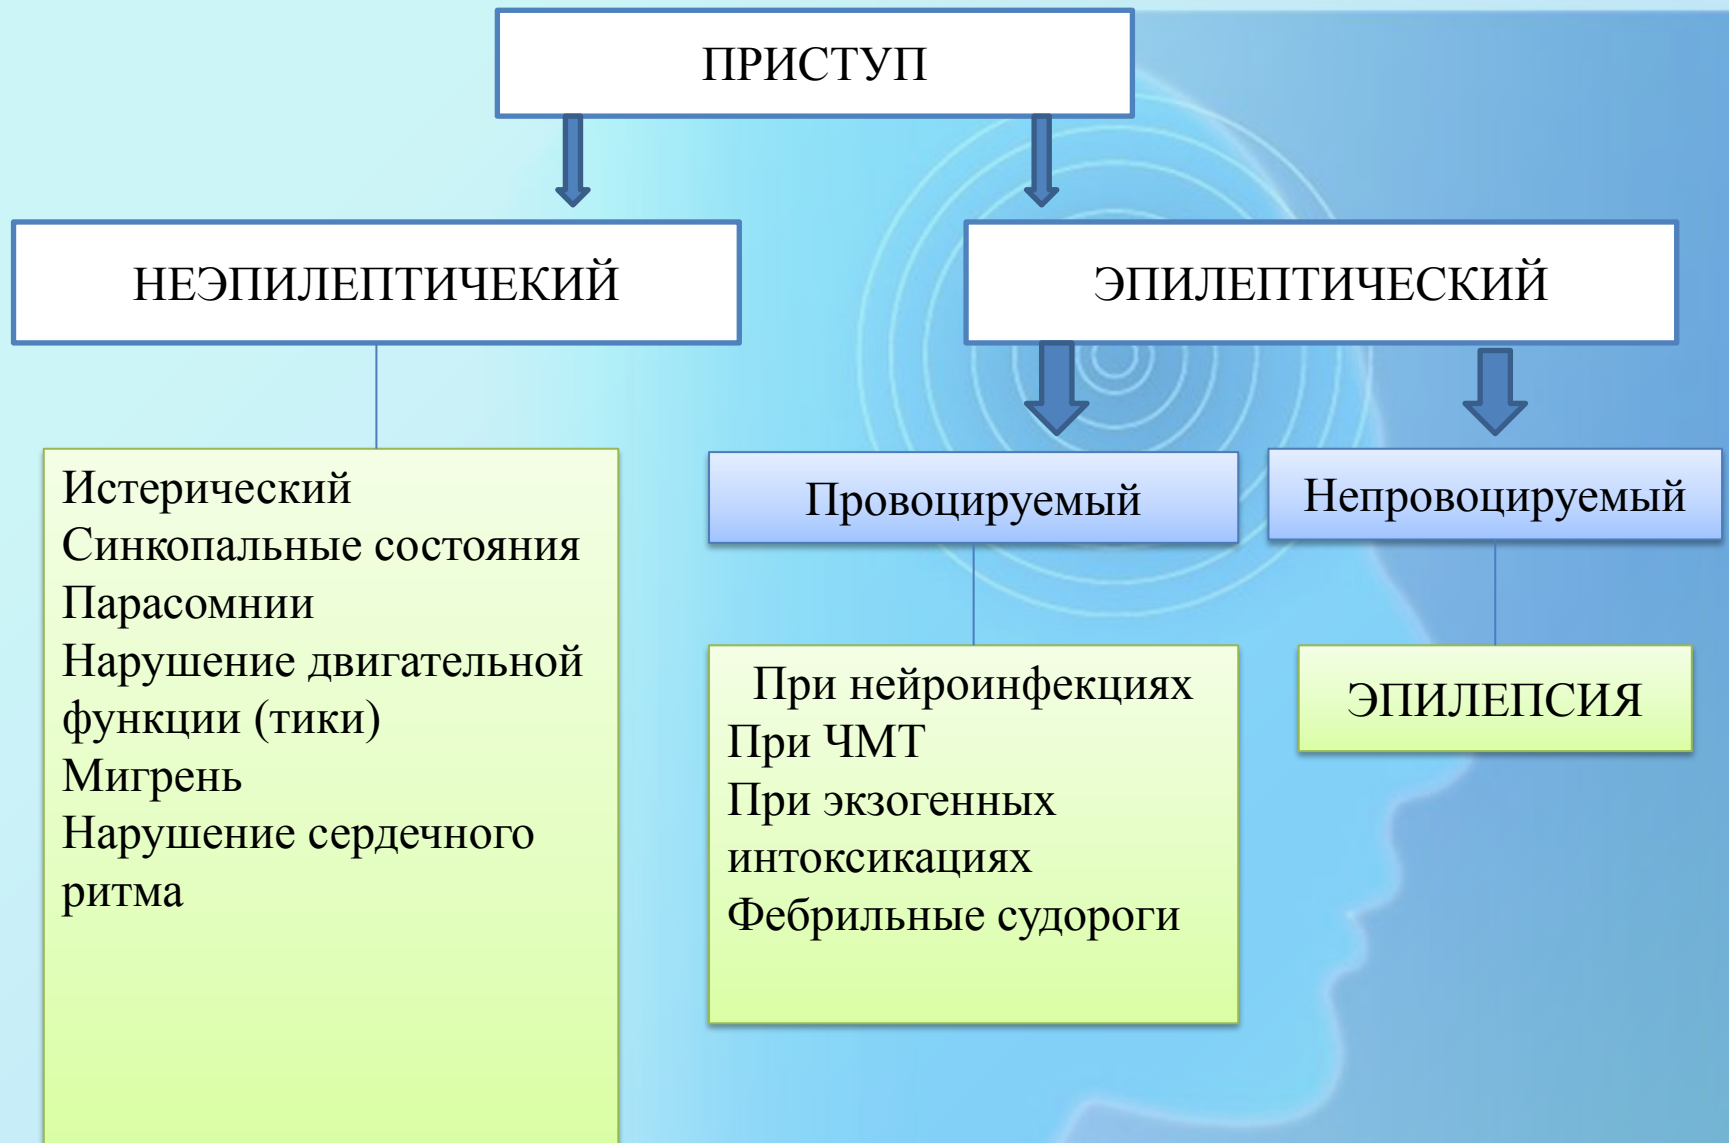 ПРИСТУП
НЕЭПИЛЕПТИЧЕКИЙ
ЭПИЛЕПТИЧЕСКИЙ
Истерический
Синкопальные состояния
Парасомнии
Нарушение двигательной
функции (тики)
Мигрень
Нарушение сердечного
ритма
Провоцируемый
При нейроинфекциях
При ЧМТ
При экзогенных
интоксикациях
Фебрильные судороги
Непровоцируемый
ЭПИЛЕПСИЯ